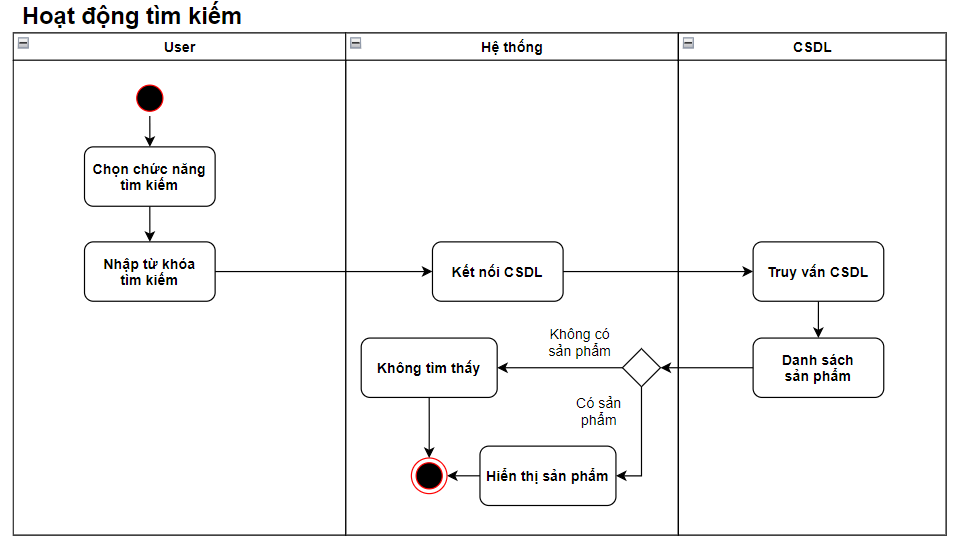 Hoạt động tìm kiếm
User
Hệ thống
CSDL
Chọn chức năng
tìm kiếm
Nhập từ khóa
tìm kiếm
Kết nối CSDL
Truy vấn CSDL
Danh sách
sản phẩm
Không có
sản phẩm
Không tìm thấy
Có sản
phẩm
Hiển thị sản phẩm